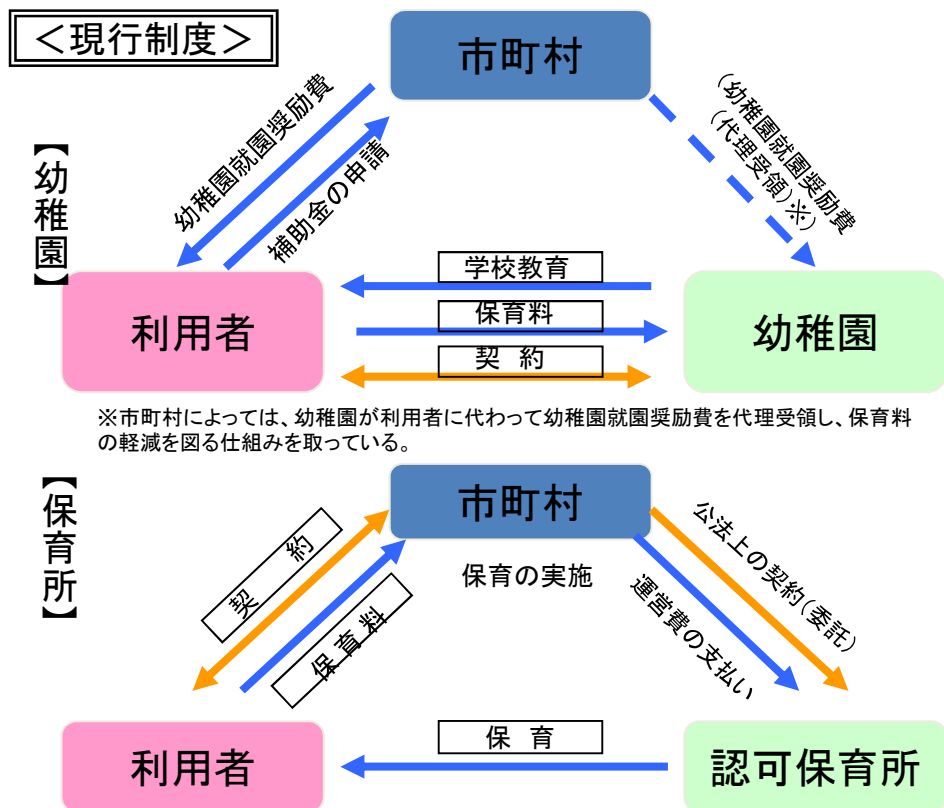 ＜現行制度＞
市町村
【幼稚園】
幼稚園就園奨励費
補助金の申請
(幼稚園就園奨励費
(代理受領)※)
学校教育
保育料
契　約
利用者
幼稚園
※市町村によっては、幼稚園が利用者に代わって幼稚園就園奨励費を代理受領し、保育料
の軽減を図る仕組みを取っている。
【保育所】
市町村
契　約
保育料
保育の実施
公法上の契約(委託)
運営費の支払い
保　育
利用者
認可保育所